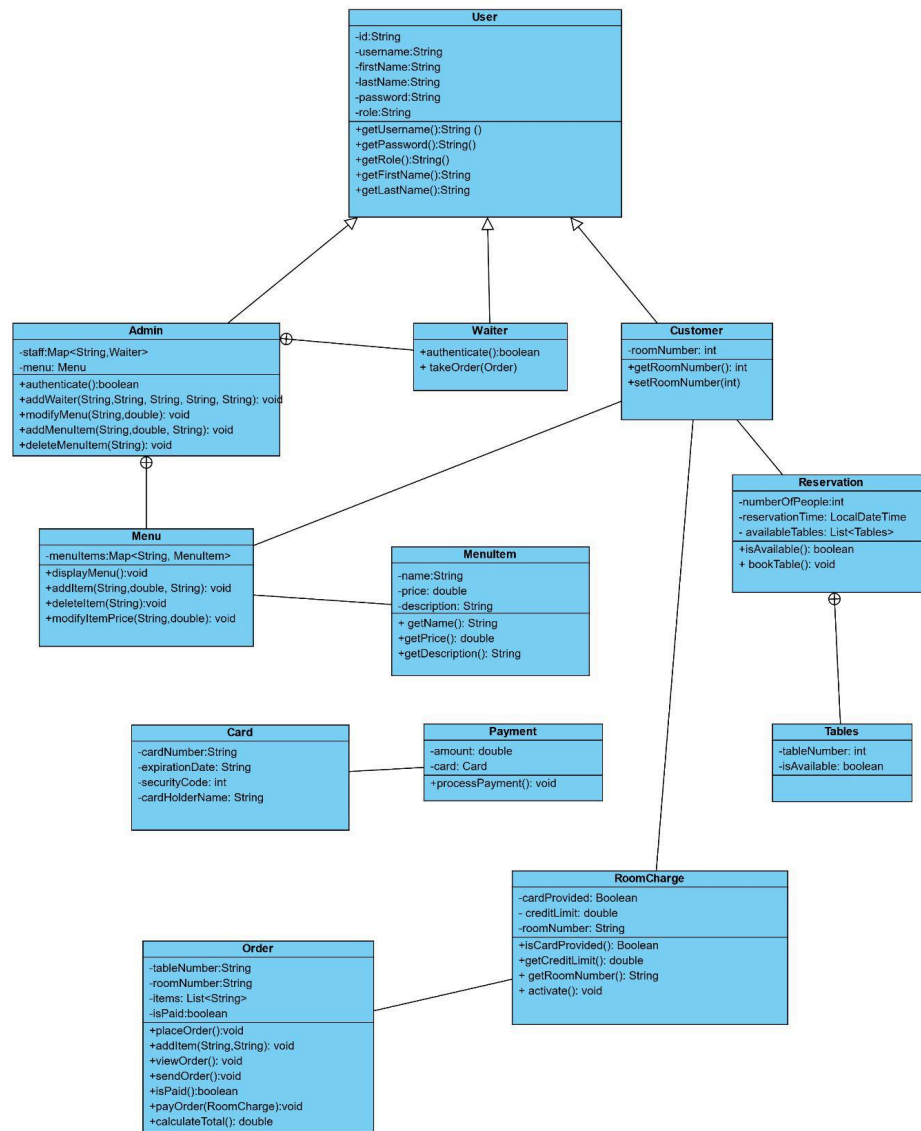 User
-id:String
-username:String
-firstName:String
-lastName:String
-password:String
-role:String
+getUsername():String ()
+getPassword():String()
+getRole():String()
+getFirstName():String
+getLastName():String
Admin
-staff:Map<String,Waiter>
-menu: Menu
+authenticate():boolean
+addWaiter(String,String, String, String, String): void
+modifyMenu(String,double): void
+addMenuItem(String,double, String): void
+deleteMenuItem(String): void
Waiter
+authenticate():boolean
+ takeOrder(Order)
Customer
-roomNumber: int
+getRoomNumber(): int
+setRoomNumber(int)
Reservation
-numberOfPeople:int
-reservationTime: LocalDateTime
- availableTables: List<Tables>
+isAvailable(): boolean
+ bookTable(): void
Menu
-menuItems:Map<String, MenuItem>
+displayMenu():void
+addItem(String,double, String): void
+deleteItem(String):void
+modifyItemPrice(String,double): void
MenuItem
-name:String
-price: double
-description: String
+ getName(): String
+getPrice(): double
+getDescription(): String
Card
-cardNumber:String
-expirationDate: String
-securityCode: int
-cardHolderName: String
Payment
-amount: double
-card: Card
+processPayment(): void
Tables
-tableNumber: int
-isAvailable: boolean
RoomCharge
-cardProvided: Boolean
- creditLimit: double
-roomNumber: String
+isCardProvided(): Boolean
+getCreditLimit(): double
+ getRoomNumber(): String
+ activate(): void
Order
-tableNumber:String
-roomNumber:String
-items: List<String>
-isPaid:boolean
+placeOrder():void
+addItem(String,String): void
+viewOrder(): void
+sendOrder():void
+isPaid():boolean
+payOrder(RoomCharge):void
+calculateTotal(): double